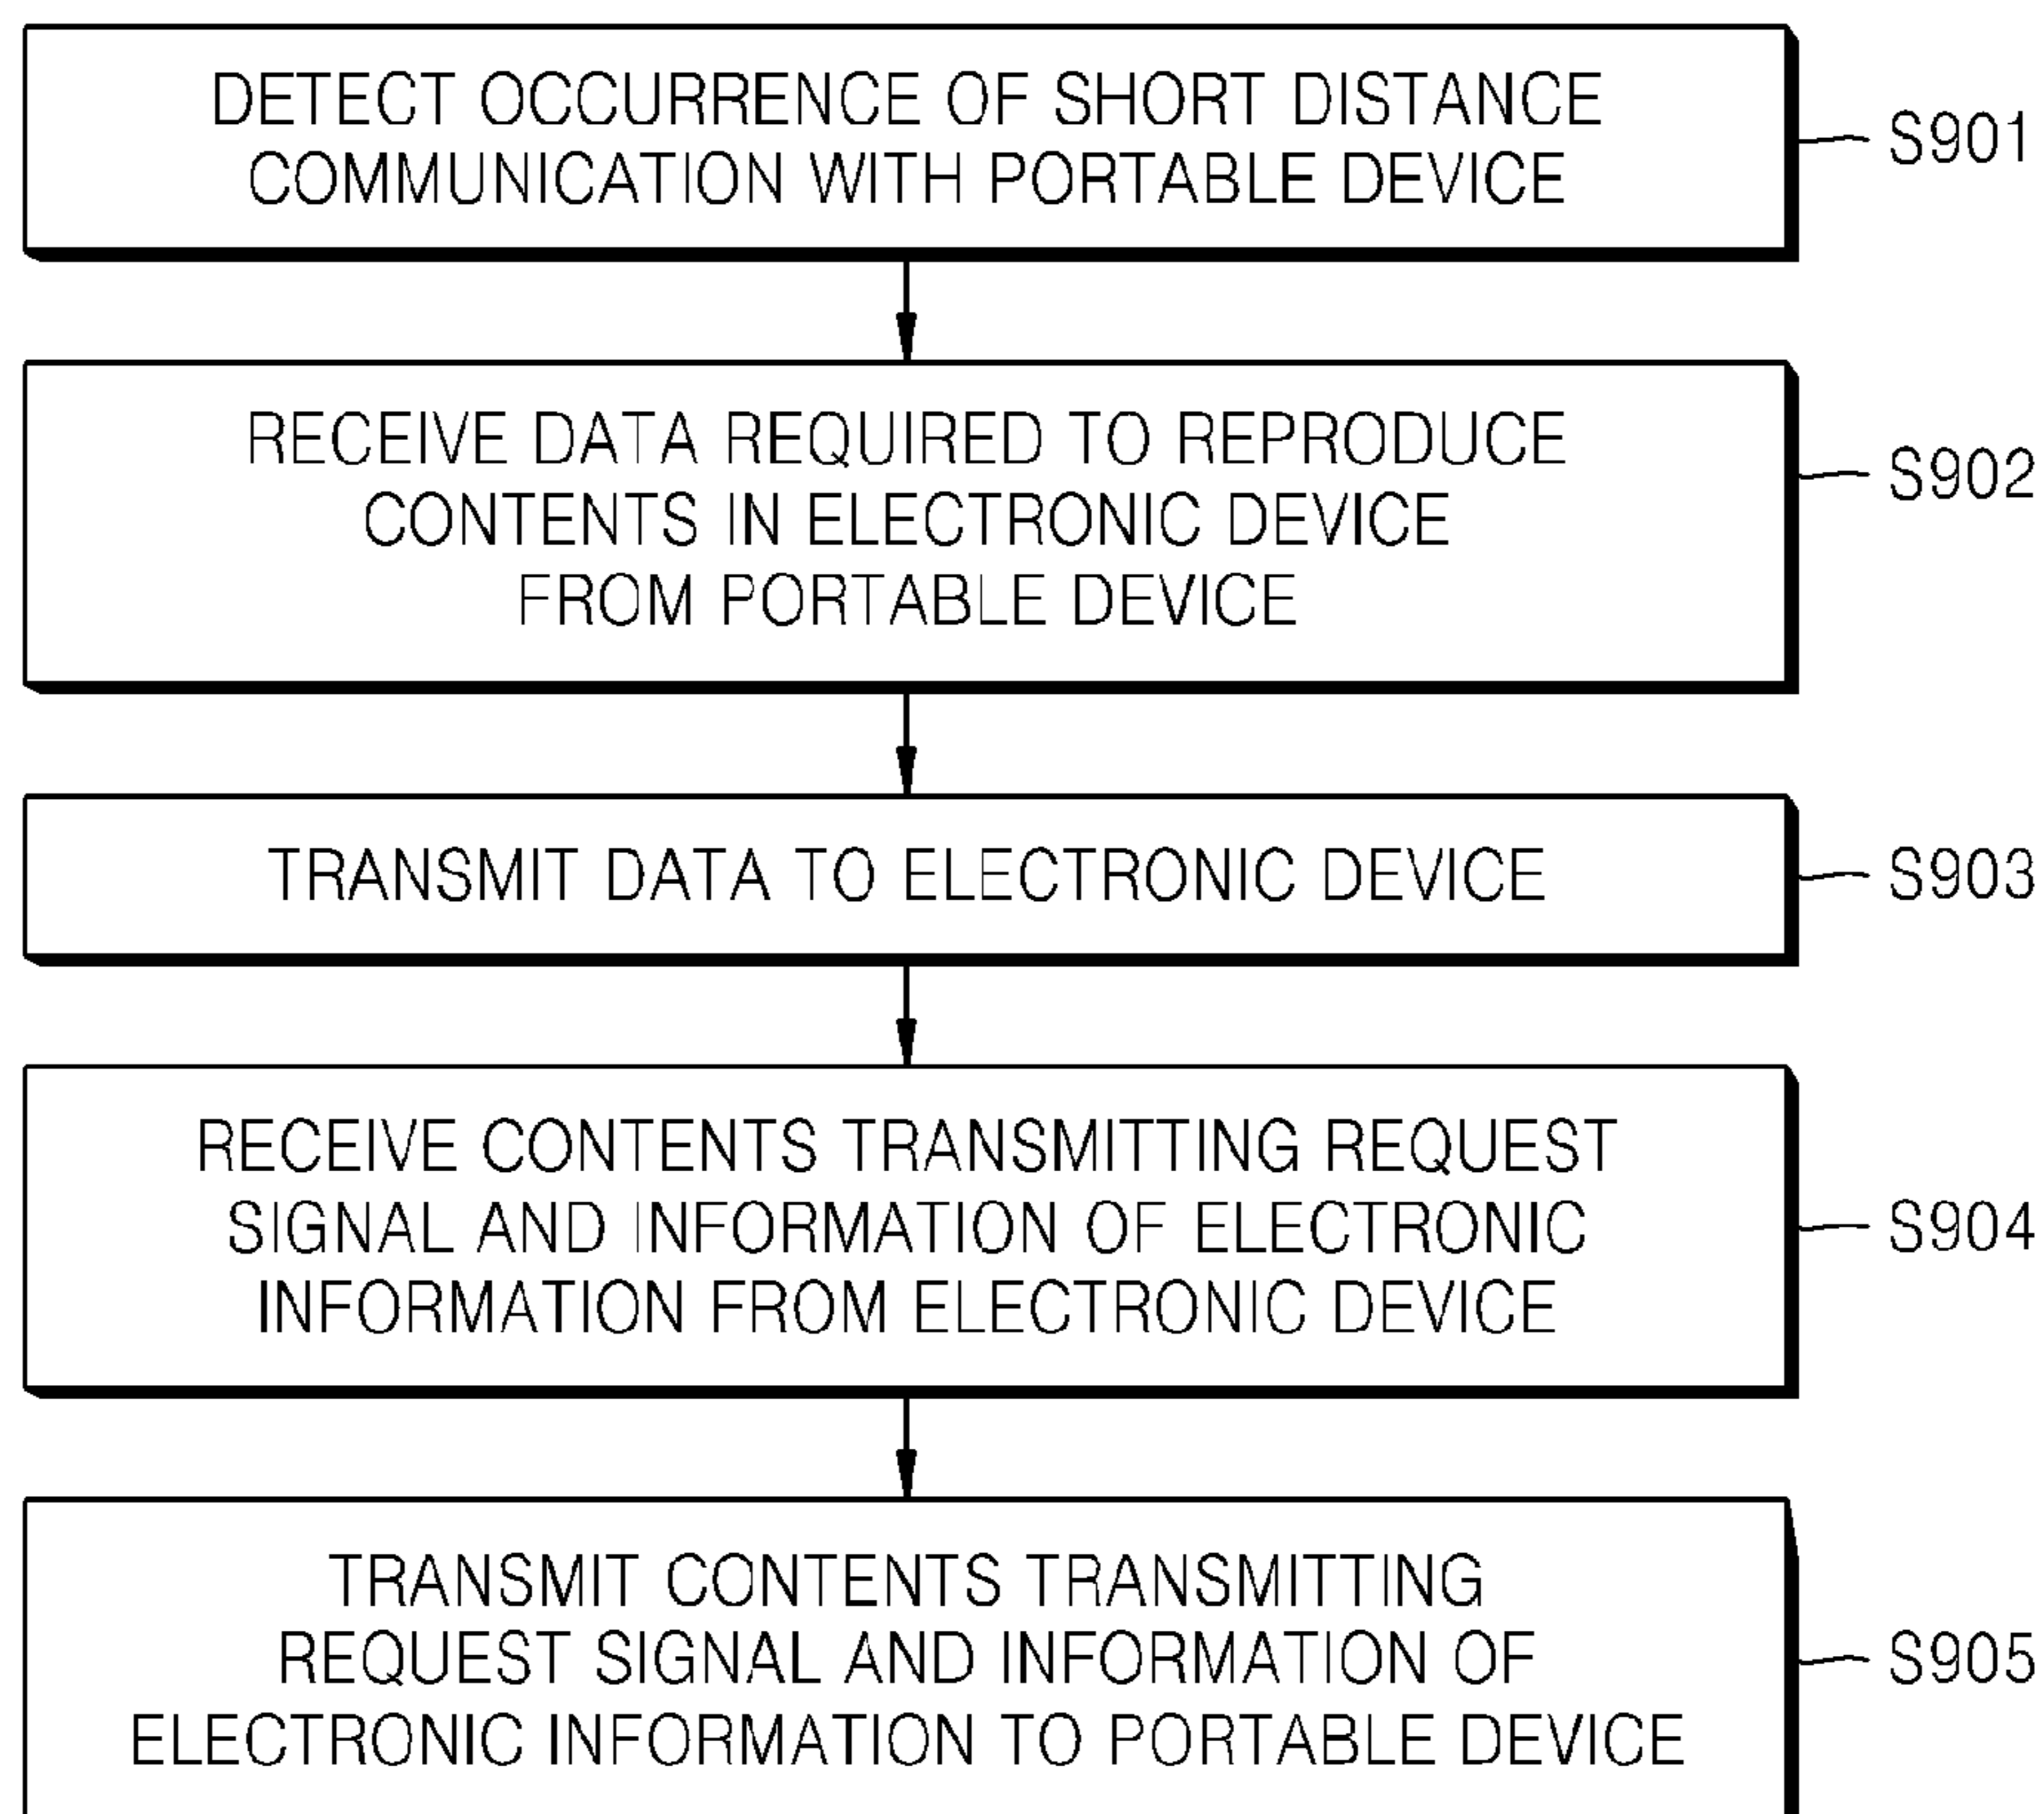 DETECT OCCURRENCE OF SHORT DISTANCE
COMMUNICATION WITH PORTABLE DEVICE
S901
RECEIVE DATA REQUIRED TO REPRODUCE
CONTENTS IN ELECTRONIC DEVICE
FROM PORTABLE DEVICE
S902
TRANSMIT DATA TO ELECTRONIC DEVICE
S903
RECEIVE CONTENTS TRANSMITTING REQUEST
SIGNAL AND INFORMATION OF ELECTRONIC
INFORMATION FROM ELECTRONIC DEVICE
S904
TRANSMIT CONTENTS TRANSMITTING
REQUEST SIGNAL AND INFORMATION OF
ELECTRONIC INFORMATION TO PORTABLE DEVICE
S905